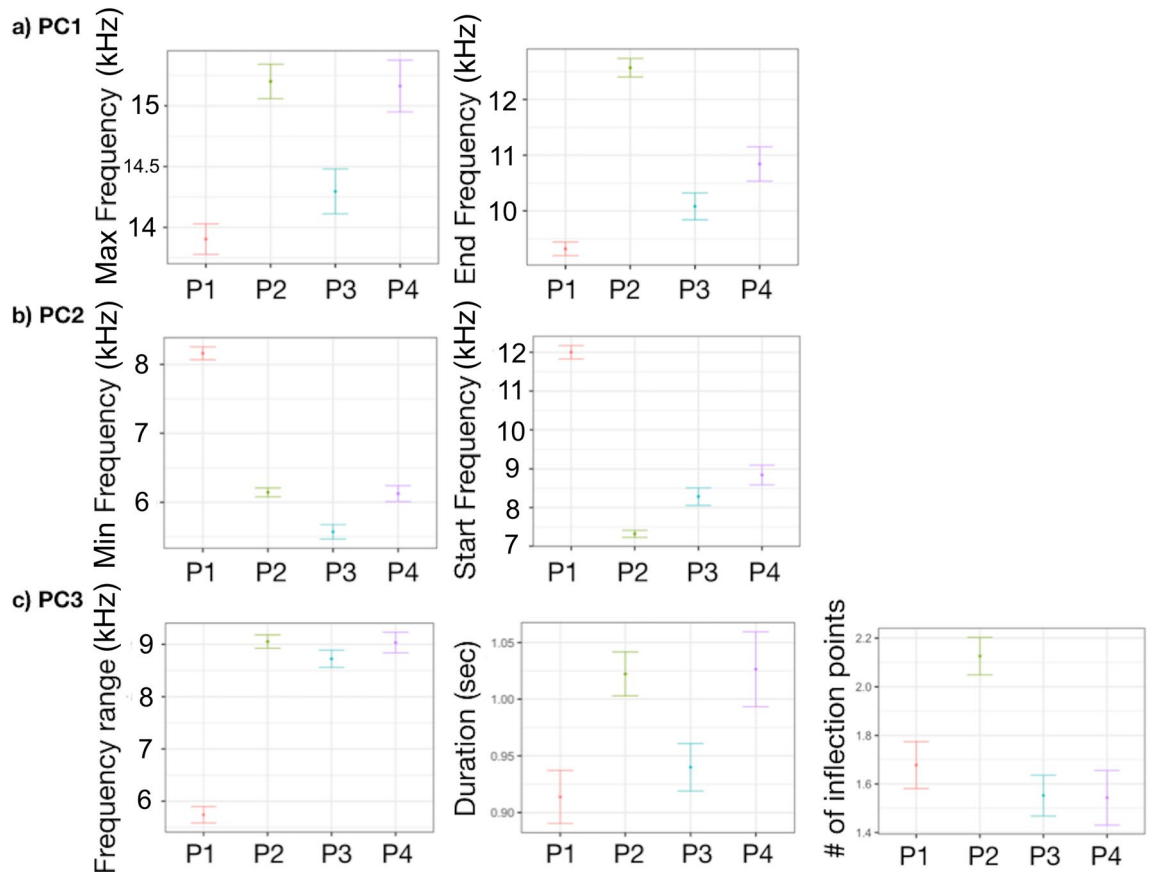 a) PC1
Max Frequency (kHz)
15
14.5
14
P1 P2 P3 P4
End Frequency (kHz)
12
11
10
P1 P2 P3 P4
b) PC2
Min Frequency (kHz)
8
7
6
P1 P2 P3 P4
Start Frequency (kHz)
12
11
10
9
8
7
P1 P2 P3 P4
c) PC3
Frequency range (kHz)
9
8
7
6
P1 P2 P3 P4
Duration (sec)
1.05
1.00
0.95
0.90
P1 P2 P3 P4
# of inflection points
2.2
2.0
1.8
1.6
1.4
P1 P2 P3 P4